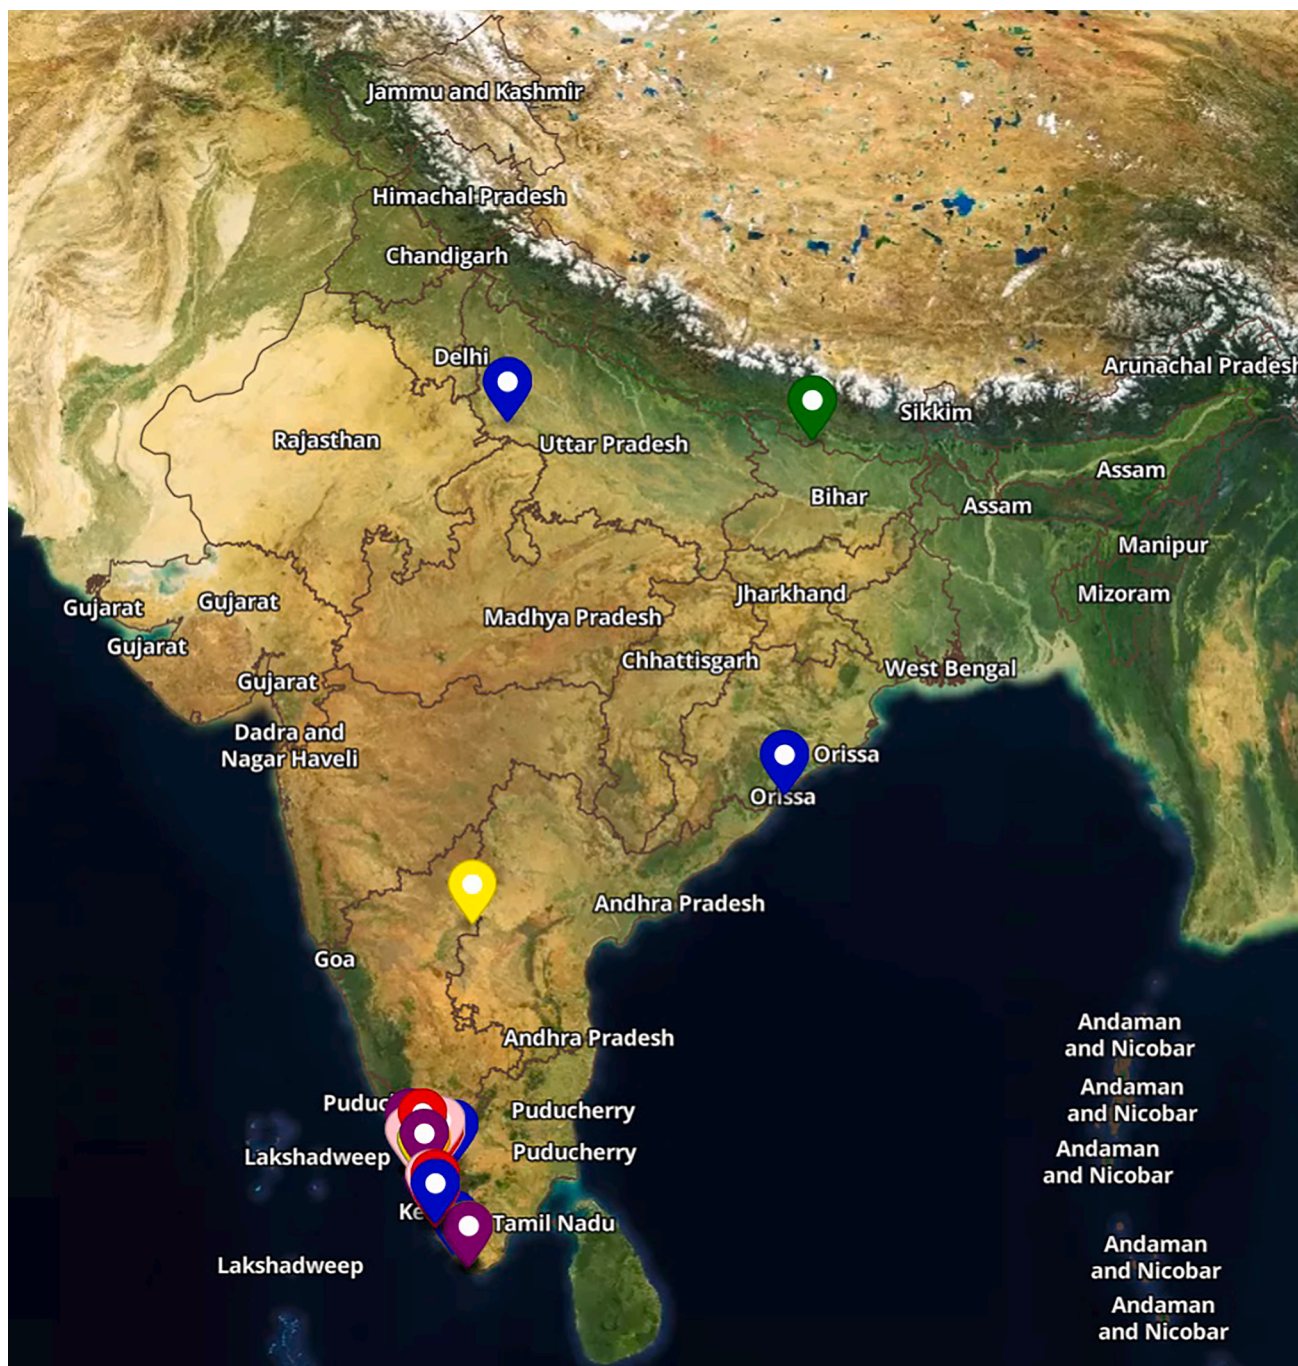 Jammu and Kashmir
Himachal Pradesh
Chandigarh
Delhi
Arunachal Pradesh
Sikkim
Rajasthan
Uttar Pradesh
Assam
Bihar
Assam
Manipur
Gujarat
Gujarat
Jharkhand
Mizoram
Madhya Pradesh
Gujarat
Chhattisgarh
West Bengal
Gujarat
Dadra and
Nagar Haveli
Orissa
Orissa
Andhra Pradesh
Goa
Andaman
and Nicobar
Andhra Pradesh
Andaman
and Nicobar
Puduc
Puducherry
Lakshadweep
Puducherry
Andaman
and Nicobar
Ke
Tamil Nadu
Andaman
and Nicobar
Lakshadweep
Andaman
and Nicobar